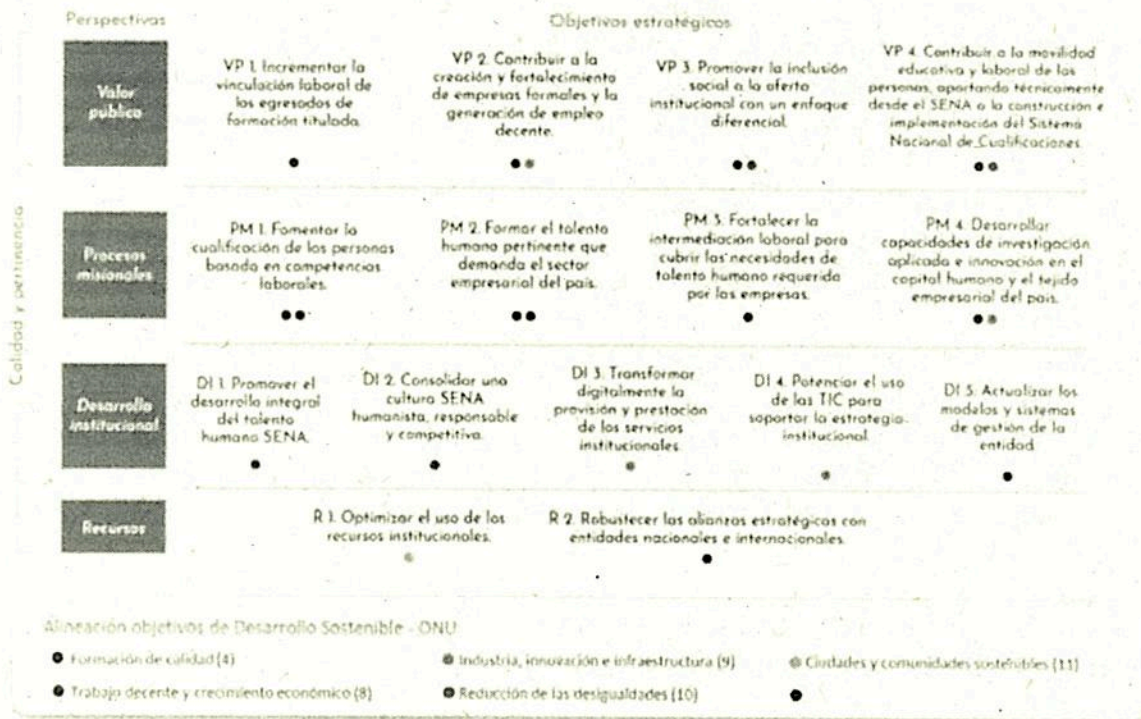 Perspectivas
Objetivos estratégicos
Calidad y pertinencia
Valor
público
VP 1. Incrementar la
vinculación laboral de
los egresados de
formación titulada.
VP 2. Contribuir a la
creación y fortalecimiento
de empresas formales y la
generación de empleo
decente.
VP 3. Promover la inclusión
social a la oferta
institucional con un enfoque
diferencial.
VP 4. Contribuir a la movilidad
educativa y laboral de las
personas, aportando técnicamente
desde el SENA a la construcción e
implementación del Sistema
Nacional de Cualificaciones.
Procesos
misionales
PM 1. Fomentar la
cualificación de las personas
basada en competencias
laborales.
PM 2. Formar el talento
humano pertinente que
demanda el sector
empresarial del país.
PM 3. Fortalecer la
intermediación laboral para
cubrir las necesidades de
talento humano requerido
por las empresas.
PM 4. Desarrollar
capacidades de investigación
aplicada e innovación en el
capital humano y el tejido
empresarial del país.
Desarrollo
institucional
DI 1. Promover el
desarrollo integral
del talento
humano SENA.
DI 2. Consolidar una
cultura SENA
humanista, responsable
y competitiva.
DI 3. Transformar
digitalmente la
provisión y prestación
de los servicios
institucionales.
DI 4. Potenciar el uso
de las TIC para
soportar la estrategia
institucional.
DI 5. Actualizar los
modelos y sistemas
de gestión de la
entidad
Recursos
R 1. Optimizar el uso de los
recursos institucionales.
R 2. Robustecer las alianzas estratégicas con
entidades nacionales e internacionales.
Alineación objetivos de Desarrollo Sostenible - ONU
Formación de calidad (4)
Industria, innovación e infraestructura (9)
Ciudades y comunidades sostenibles (11)
Trabajo decente y crecimiento económico (8)
Reducción de las desigualdades (10)